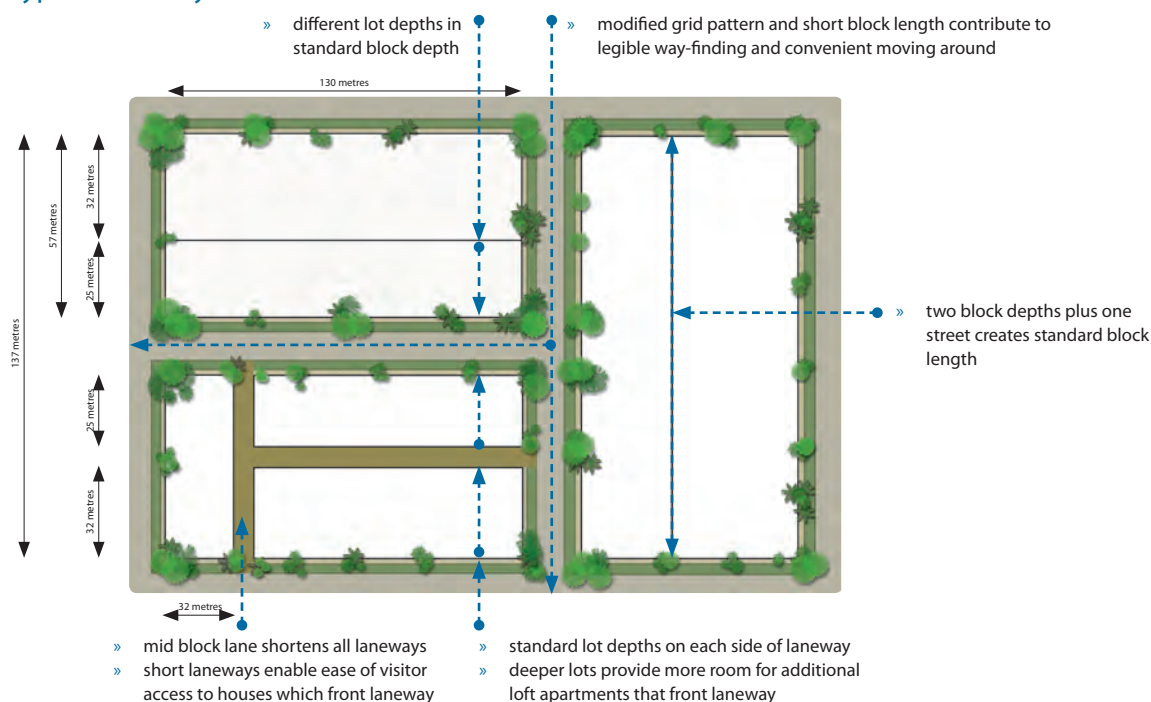 » different lot depths in
standard block depth
» modified grid pattern and short block length contribute to
legible way-finding and convenient moving around
130 metres
137 metres
57 metres
32 metres
25 metres
25 metres
32 metres
» two block depths plus one
street creates standard block
length
32 metres
» mid block lane shortens all laneways
» short laneways enable ease of visitor
access to houses which front laneway
» standard lot depths on each side of laneway
» deeper lots provide more room for additional
loft apartments that front laneway